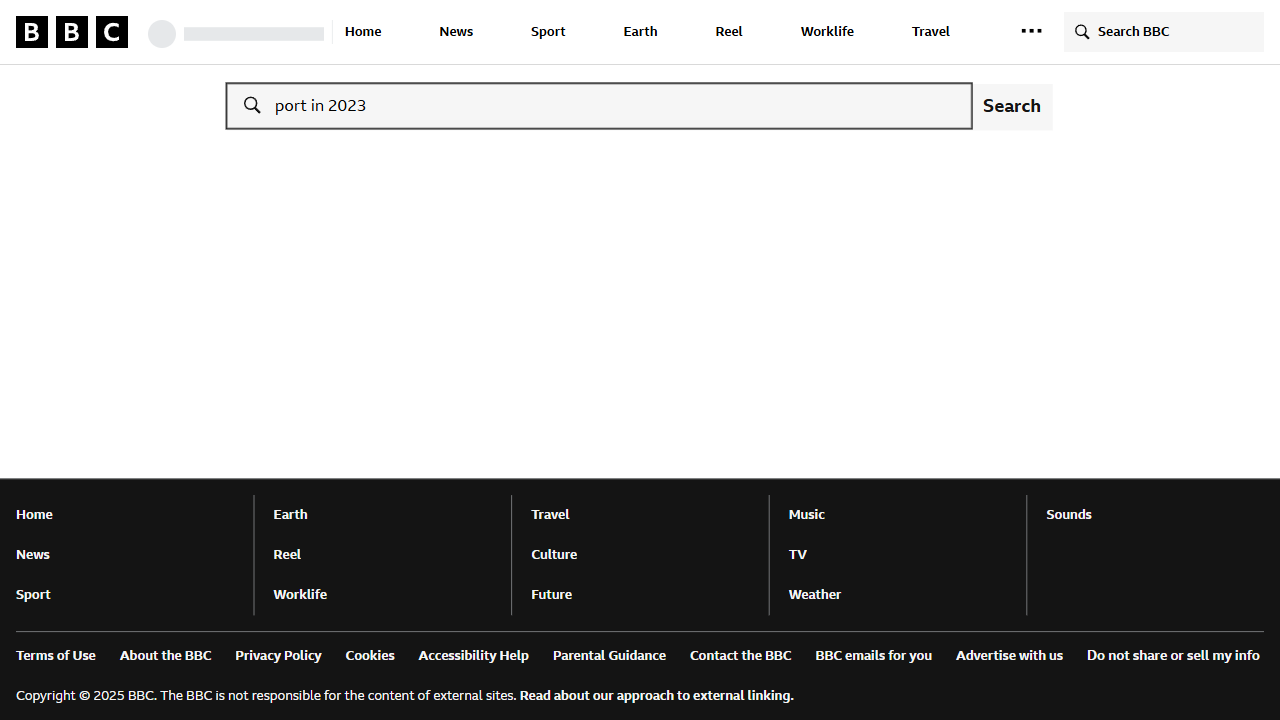 BBC Home News Sport Earth Reel Worklife Travel Search BBC
port in 2023 Search
Home Earth Travel Music Sounds
News Reel Culture TV
Sport Worklife Future Weather
Terms of Use About the BBC Privacy Policy Cookies Accessibility Help Parental Guidance Contact the BBC BBC emails for you Advertise with us Do not share or sell my info
Copyright © 2025 BBC. The BBC is not responsible for the content of external sites. Read about our approach to external linking.